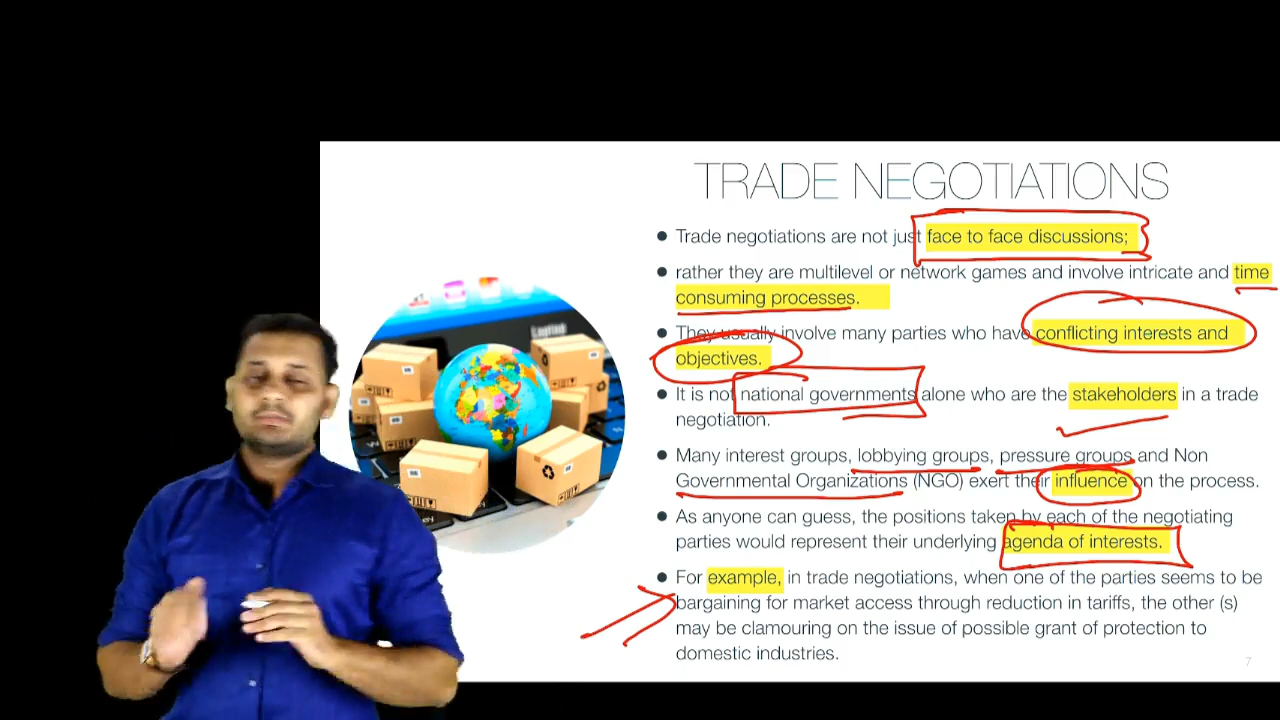 TRADE NEGOTIATIONS
Trade negotiations are not just face to face discussions;
rather they are multilevel or network games and involve intricate and time
consuming processes.
They usually involve many parties who have conflicting interests and
objectives.
It is not national governments alone who are the stakeholders in a trade
negotiation.
Many interest groups, lobbying groups, pressure groups and Non
Governmental Organizations (NGO) exert their influence on the process.
As anyone can guess, the positions taken by each of the negotiating
parties would represent their underlying agenda of interests.
For example, in trade negotiations, when one of the parties seems to be
bargaining for market access through reduction in tariffs, the other (s)
may be clamouring on the issue of possible grant of protection to
domestic industries.
7